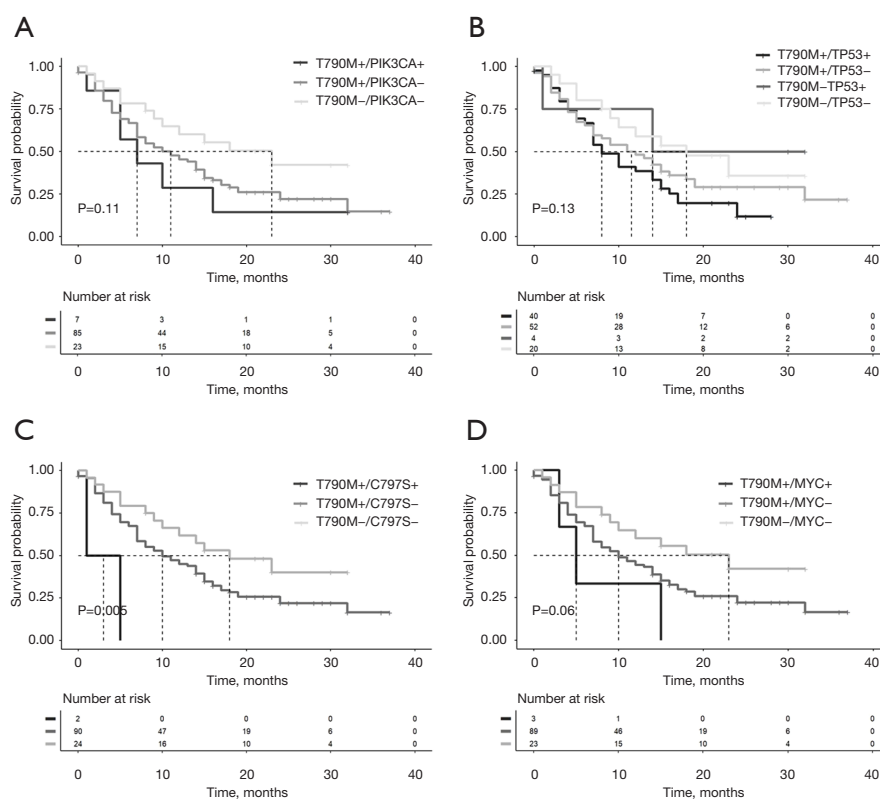 A
T790M+/PIK3CA+
T790M+/PIK3CA−
T790M−/PIK3CA−
Survival probability
1.00
0.75
0.50
0.25
0.00
P=0.11
0 10 20 30 40
Time, months
Number at risk
7 3 1 1 0
85 44 18 5 0
23 15 10 4 0
0 10 20 30 40
Time, months
B
T790M+/TP53+
T790M+/TP53−
T790M−TP53+
T790M−/TP53−
Survival probability
1.00
0.75
0.50
0.25
0.00
P=0.13
0 10 20 30 40
Time, months
Number at risk
40 19 7 0 0
52 28 12 6 0
4 3 2 2 0
20 13 8 2 0
0 10 20 30 40
Time, months
C
T790M+/C797S+
T790M+/C797S−
T790M−/C797S−
Survival probability
1.00
0.75
0.50
0.25
0.00
P=0.005
0 10 20 30 40
Time, months
Number at risk
2 0 0 0 0
90 47 19 6 0
24 16 10 4 0
0 10 20 30 40
Time, months
D
T790M+/MYC+
T790M+/MYC−
T790M−/MYC−
Survival probability
1.00
0.75
0.50
0.25
0.00
P=0.06
0 10 20 30 40
Time, months
Number at risk
3 1 0 0 0
89 46 19 6 0
23 15 10 4 0
0 10 20 30 40
Time, months